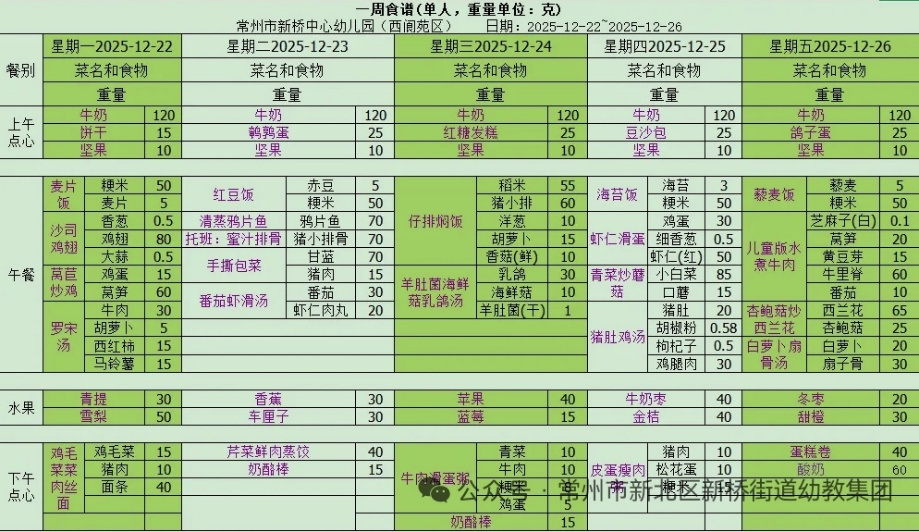 一周食谱(单人，重量单位：克)
常州市新桥中心幼儿园（西阆苑区） 日期：2025-12-22~2025-12-26
餐别 星期一2025-12-22 星期二2025-12-23 星期三2025-12-24 星期四2025-12-25 星期五2025-12-26
菜名和食物 菜名和食物 菜名和食物 菜名和食物 菜名和食物
重量 重量 重量 重量 重量
上午点心 牛奶 120 牛奶 120 牛奶 120 牛奶 120 牛奶 120
饼干 15 鹌鹑蛋 25 红糖发糕 25 豆沙包 25 鸽子蛋 25
坚果 10 坚果 10 坚果 10 坚果 10 坚果 10
午餐 麦片饭 粳米 50 红豆饭 赤豆 5 仔排焖饭 稻米 55 海苔饭 海苔 3 藜麦饭 藜麦 5
麦片 5 粳米 50 猪小排 60 粳米 50 粳米 50
沙司鸡翅 香葱 0.5 清蒸鸦片鱼 鸦片鱼 70 洋葱 10 虾仁滑蛋 鸡蛋 30 儿童版水煮牛肉 芝麻子(白) 0.1
鸡翅 80 托班：蜜汁排骨 猪小排骨 70 胡萝卜 15 细香葱 0.5 莴笋 20
大蒜 0.5 手撕包菜 甘蓝 70 香菇(鲜) 10 虾仁(红) 50 黄豆芽 15
莴苣炒鸡 鸡蛋 15 猪肉 15 羊肚菌海鲜菇乳鸽汤 乳鸽 30 青菜炒蘑菇 小白菜 85 牛里脊 60
莴笋 60 番茄虾滑汤 番茄 30 海鲜菇 10 口蘑 15 番茄 10
罗宋汤 牛肉 30 虾仁肉丸 20 羊肚菌(干) 1 猪肚鸡汤 猪肚 20 杏鲍菇炒西兰花 西兰花 65
胡萝卜 5 胡椒粉 0.58 杏鲍菇 25
西红柿 15 枸杞子 0.5 白萝卜扇骨汤 白萝卜 20
马铃薯 15 鸡腿肉 30 扇子骨 30
水果 青提 30 香蕉 30 苹果 40 牛奶枣 40 冬枣 20
雪梨 50 车厘子 30 蓝莓 15 金桔 40 甜橙 30
下午点心 鸡毛菜菜肉丝面 鸡毛菜 15 芹菜鲜肉蒸饺 40 牛肉滑蛋粥 青菜 10 皮蛋瘦肉粥 猪肉 10 蛋糕卷 40
猪肉 10 奶酪棒 15 牛肉 10 松花蛋 10 酸奶 60
面条 40 粳米 粳米 15
鸡蛋 5
奶酪棒 15
公众号 · 常州市新北区新桥街道幼教集团